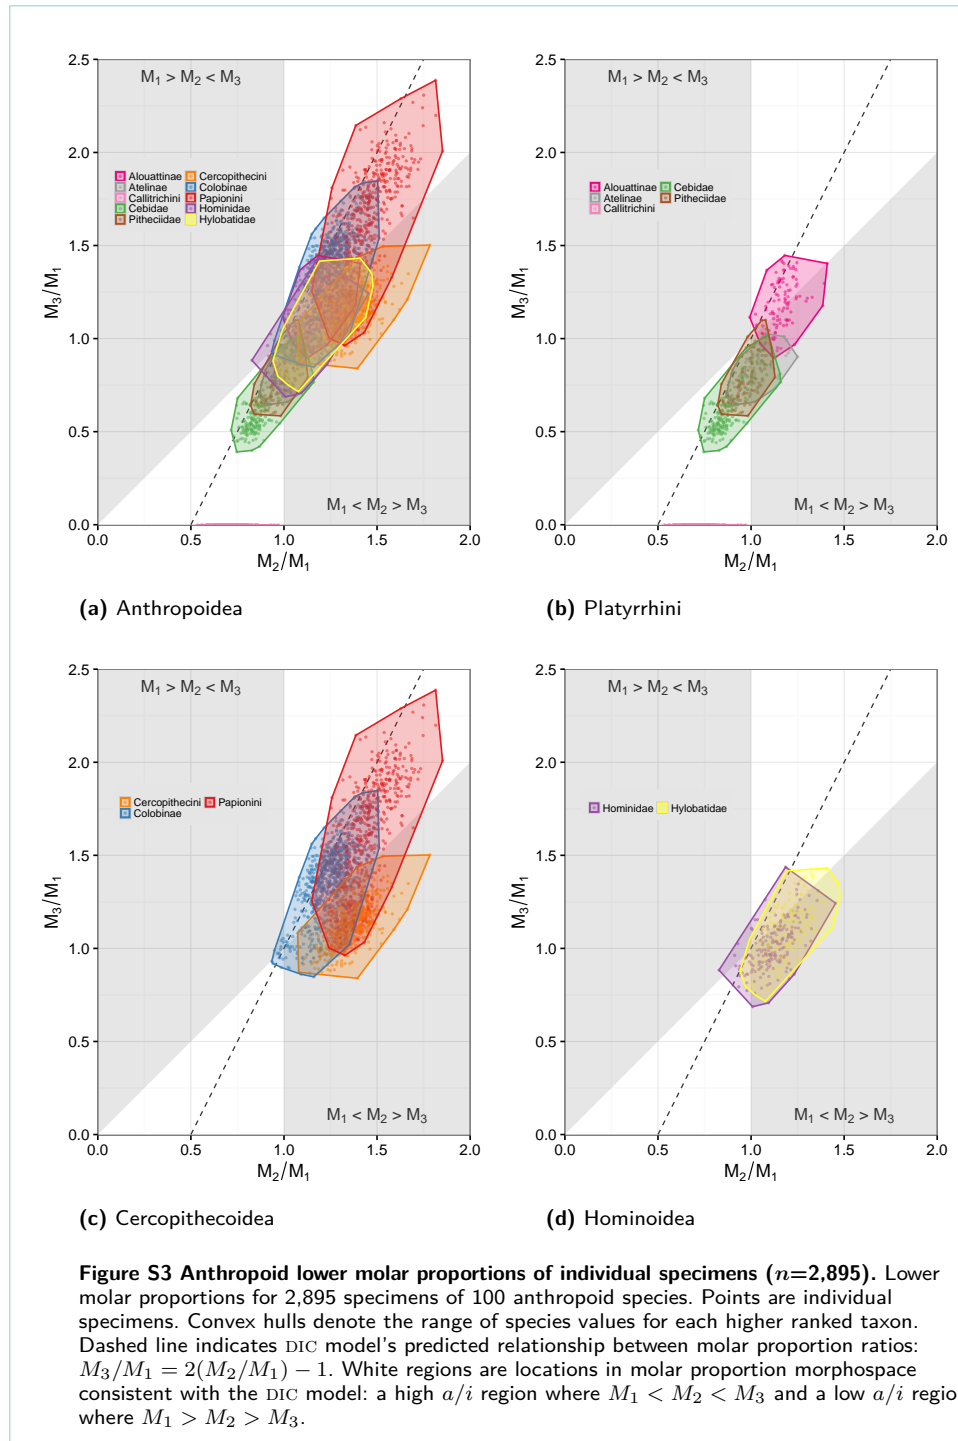 2.5
2.0
1.5
1.0
0.5
0.0
M₃/M₁
M₁ > M₂ < M₃
Alouattinae Cercopithecini
Atelinae Colobinae
Callitrichini Papionini
Cebidae Hominidae
Pitheciidae Hylobatidae
M₁ < M₂ > M₃
0.0 0.5 1.0 1.5 2.0
M₂/M₁
(a) Anthropoidea
2.5
2.0
1.5
1.0
0.5
0.0
M₃/M₁
M₁ > M₂ < M₃
Alouattinae Cebidae
Atelinae Pitheciidae
Callitrichini
M₁ < M₂ > M₃
0.0 0.5 1.0 1.5 2.0
M₂/M₁
(b) Platyrrhini
2.5
2.0
1.5
1.0
0.5
0.0
M₃/M₁
M₁ > M₂ < M₃
Cercopithecini Papionini
Colobinae
M₁ < M₂ > M₃
0.0 0.5 1.0 1.5 2.0
M₂/M₁
(c) Cercopithecoidea
2.5
2.0
1.5
1.0
0.5
0.0
M₃/M₁
M₁ > M₂ < M₃
Hominidae Hylobatidae
M₁ < M₂ > M₃
0.0 0.5 1.0 1.5 2.0
M₂/M₁
(d) Hominoidea
Figure S3 Anthropoid lower molar proportions of individual specimens (n=2,895). Lower
molar proportions for 2,895 specimens of 100 anthropoid species. Points are individual
specimens. Convex hulls denote the range of species values for each higher ranked taxon.
Dashed line indicates DIC model's predicted relationship between molar proportion ratios:
M₃/M₁ = 2(M₂/M₁) − 1. White regions are locations in molar proportion morphospace
consistent with the DIC model: a high a/i region where M₁ < M₂ < M₃ and a low a/i regio
where M₁ > M₂ > M₃.